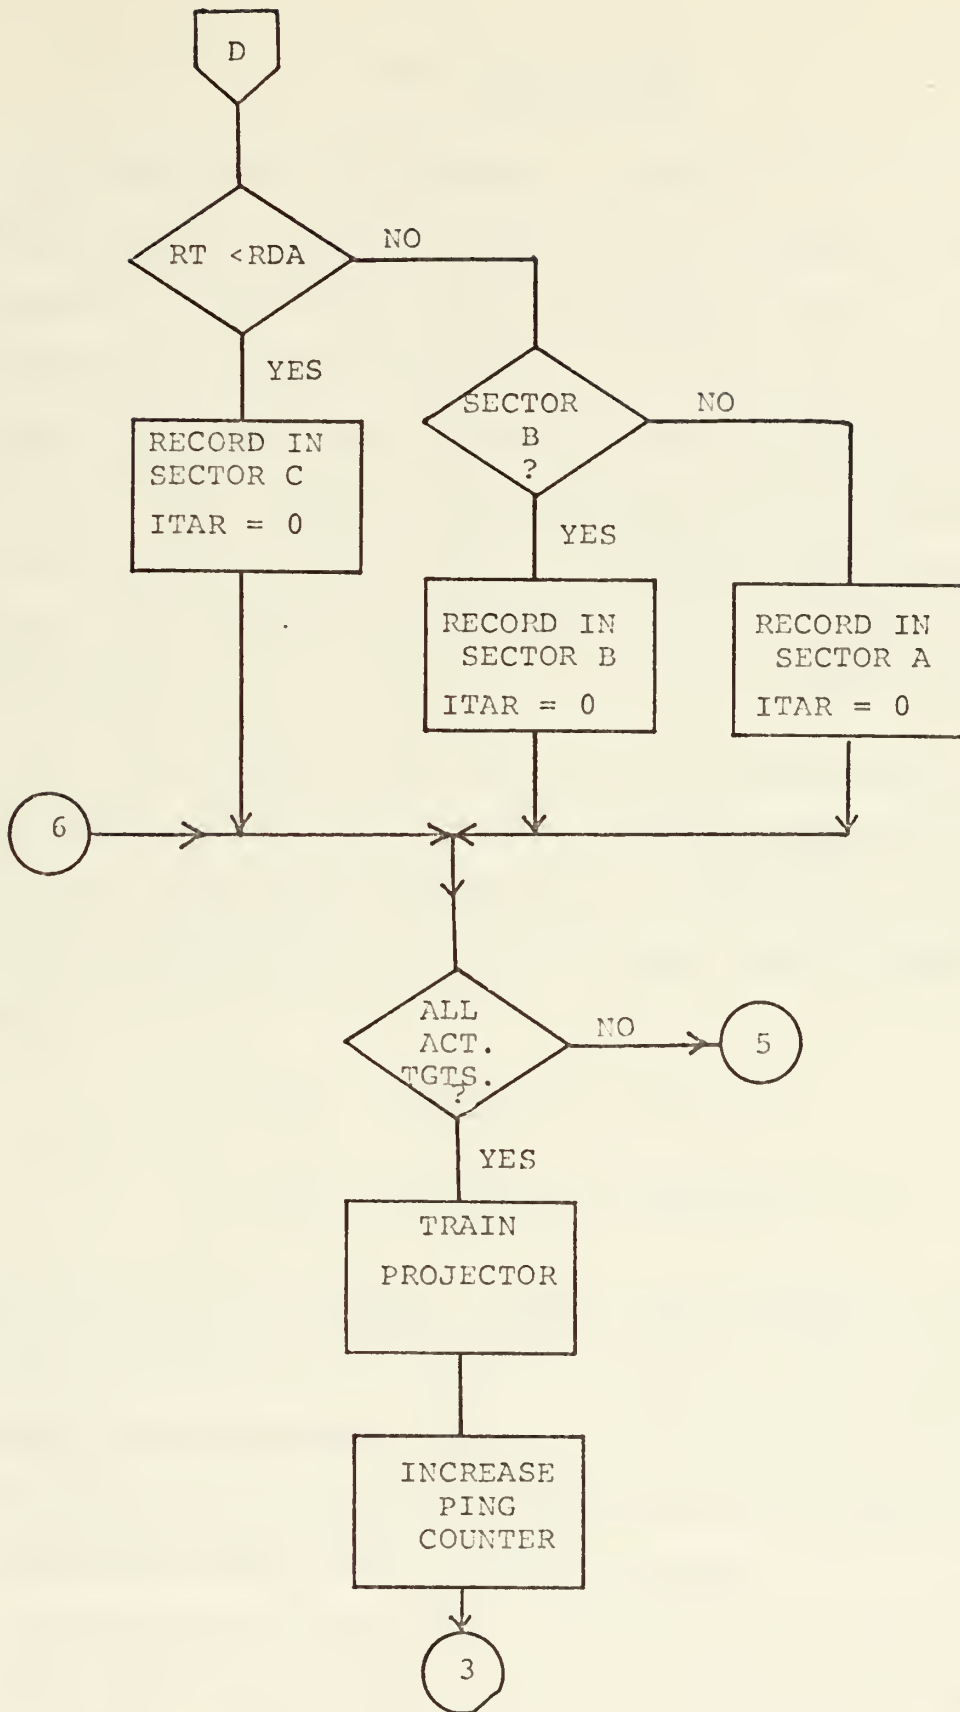 D
RT <RDA
NO
YES
RECORD IN
SECTOR C
ITAR = 0
SECTOR
B
?
NO
YES
RECORD IN
SECTOR B
ITAR = 0
RECORD IN
SECTOR A
ITAR = 0
6
ALL
ACT.
TGTS.
?
NO
5
YES
TRAIN
PROJECTOR
INCREASE
PING
COUNTER
3